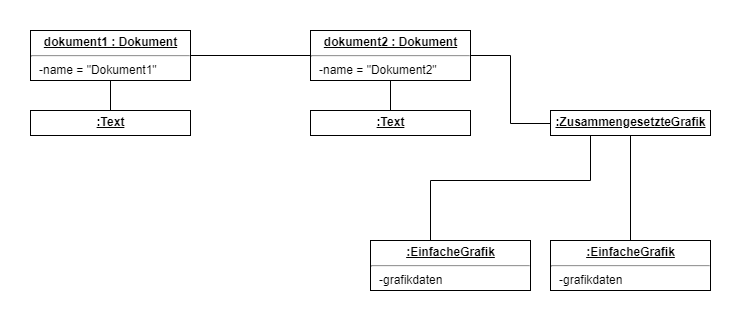 dokument1 : Dokument
-name = "Dokument1"
dokument2 : Dokument
-name = "Dokument2"
:Text
:Text
:ZusammengesetzteGrafik
:EinfacheGrafik
-grafikdaten
:EinfacheGrafik
-grafikdaten